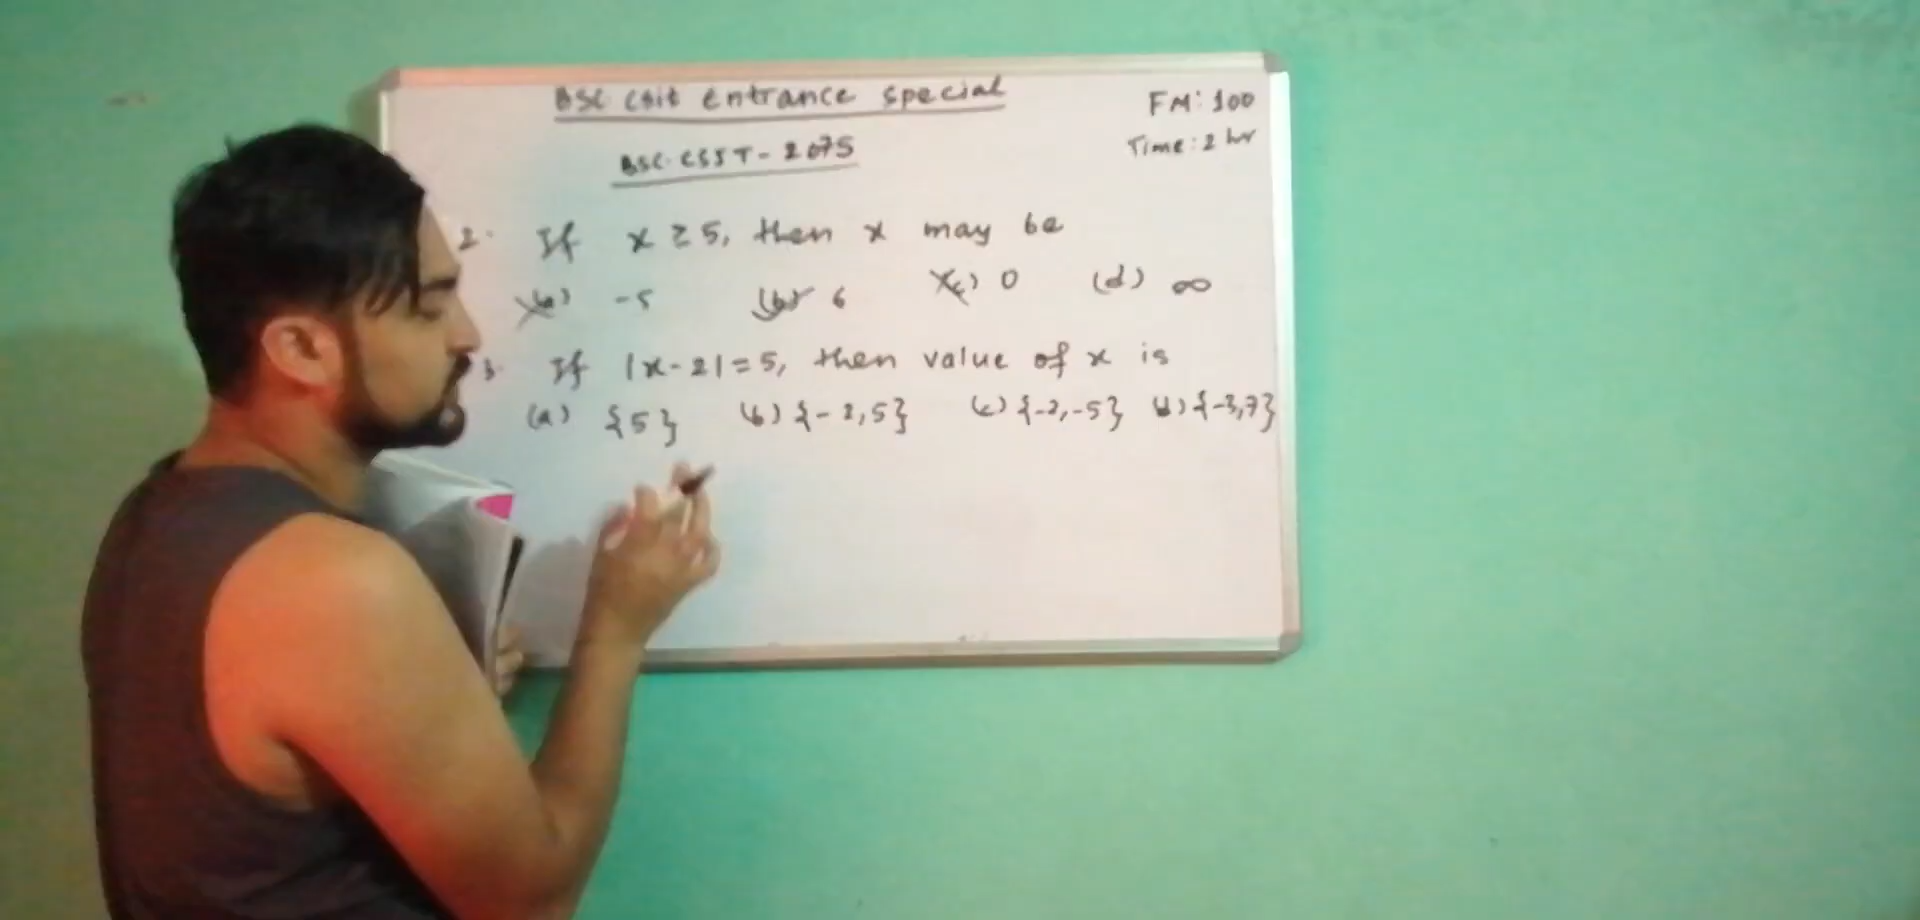 BSC CSIT entrance special
FM: 100
Time: 2 hr
BSC.CSIT - 2075
2. If x ≥ 5, then x may be
(a) -5 (b) 6 (c) 0 (d) ∞
3. If |x-2| = 5, then value of x is
(a) {5} (b) {-2,5} (c) {-2,-5} (d) {-3,7}